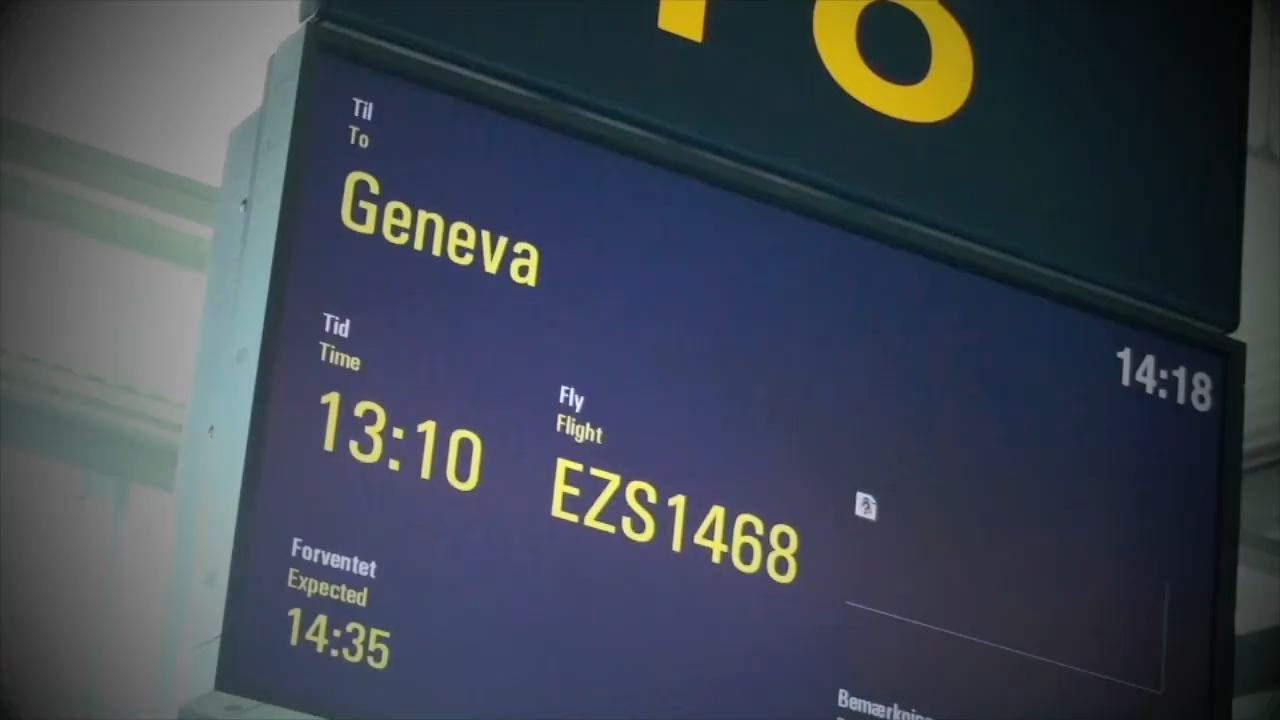 Til
To
Geneva
14:18
Tid
Time
13:10
Fly
Flight
EZS1468
Forventet
Expected
14:35